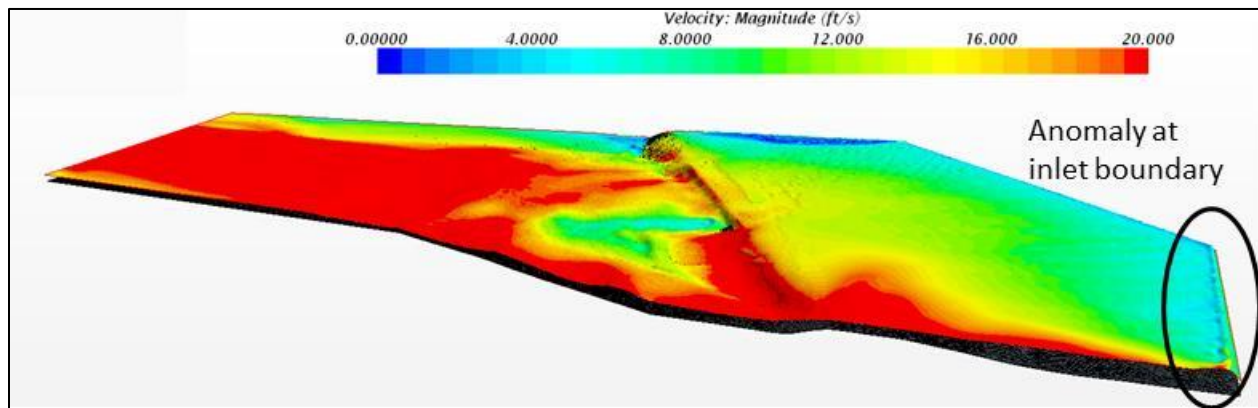 Velocity: Magnitude (ft/s)
0.00000 4.0000 8.0000 12.000 16.000 20.000
Anomaly at
inlet boundary